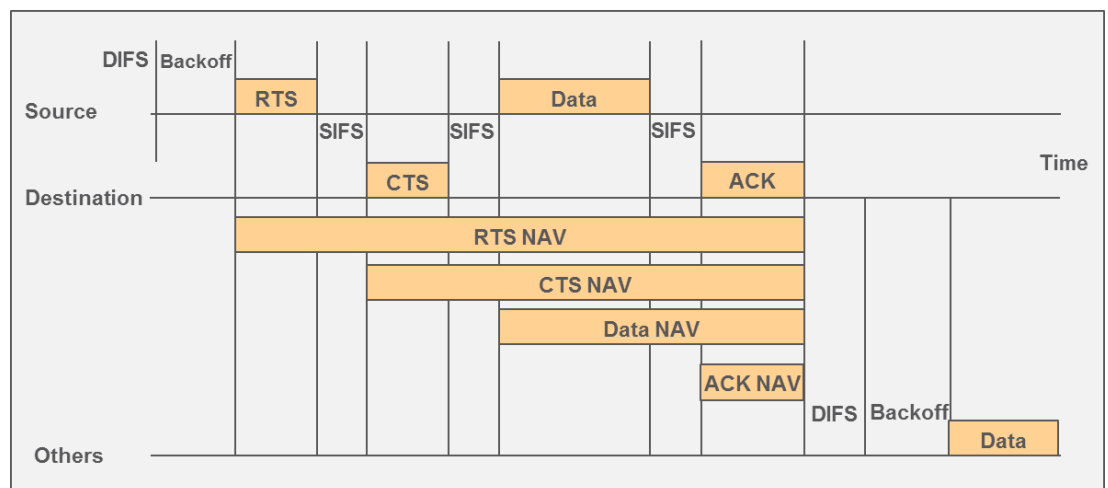 DIFS
Backoff
RTS
Data
Source
SIFS
SIFS
SIFS
Time
CTS
ACK
Destination
RTS NAV
CTS NAV
Data NAV
ACK NAV
DIFS
Backoff
Data
Others